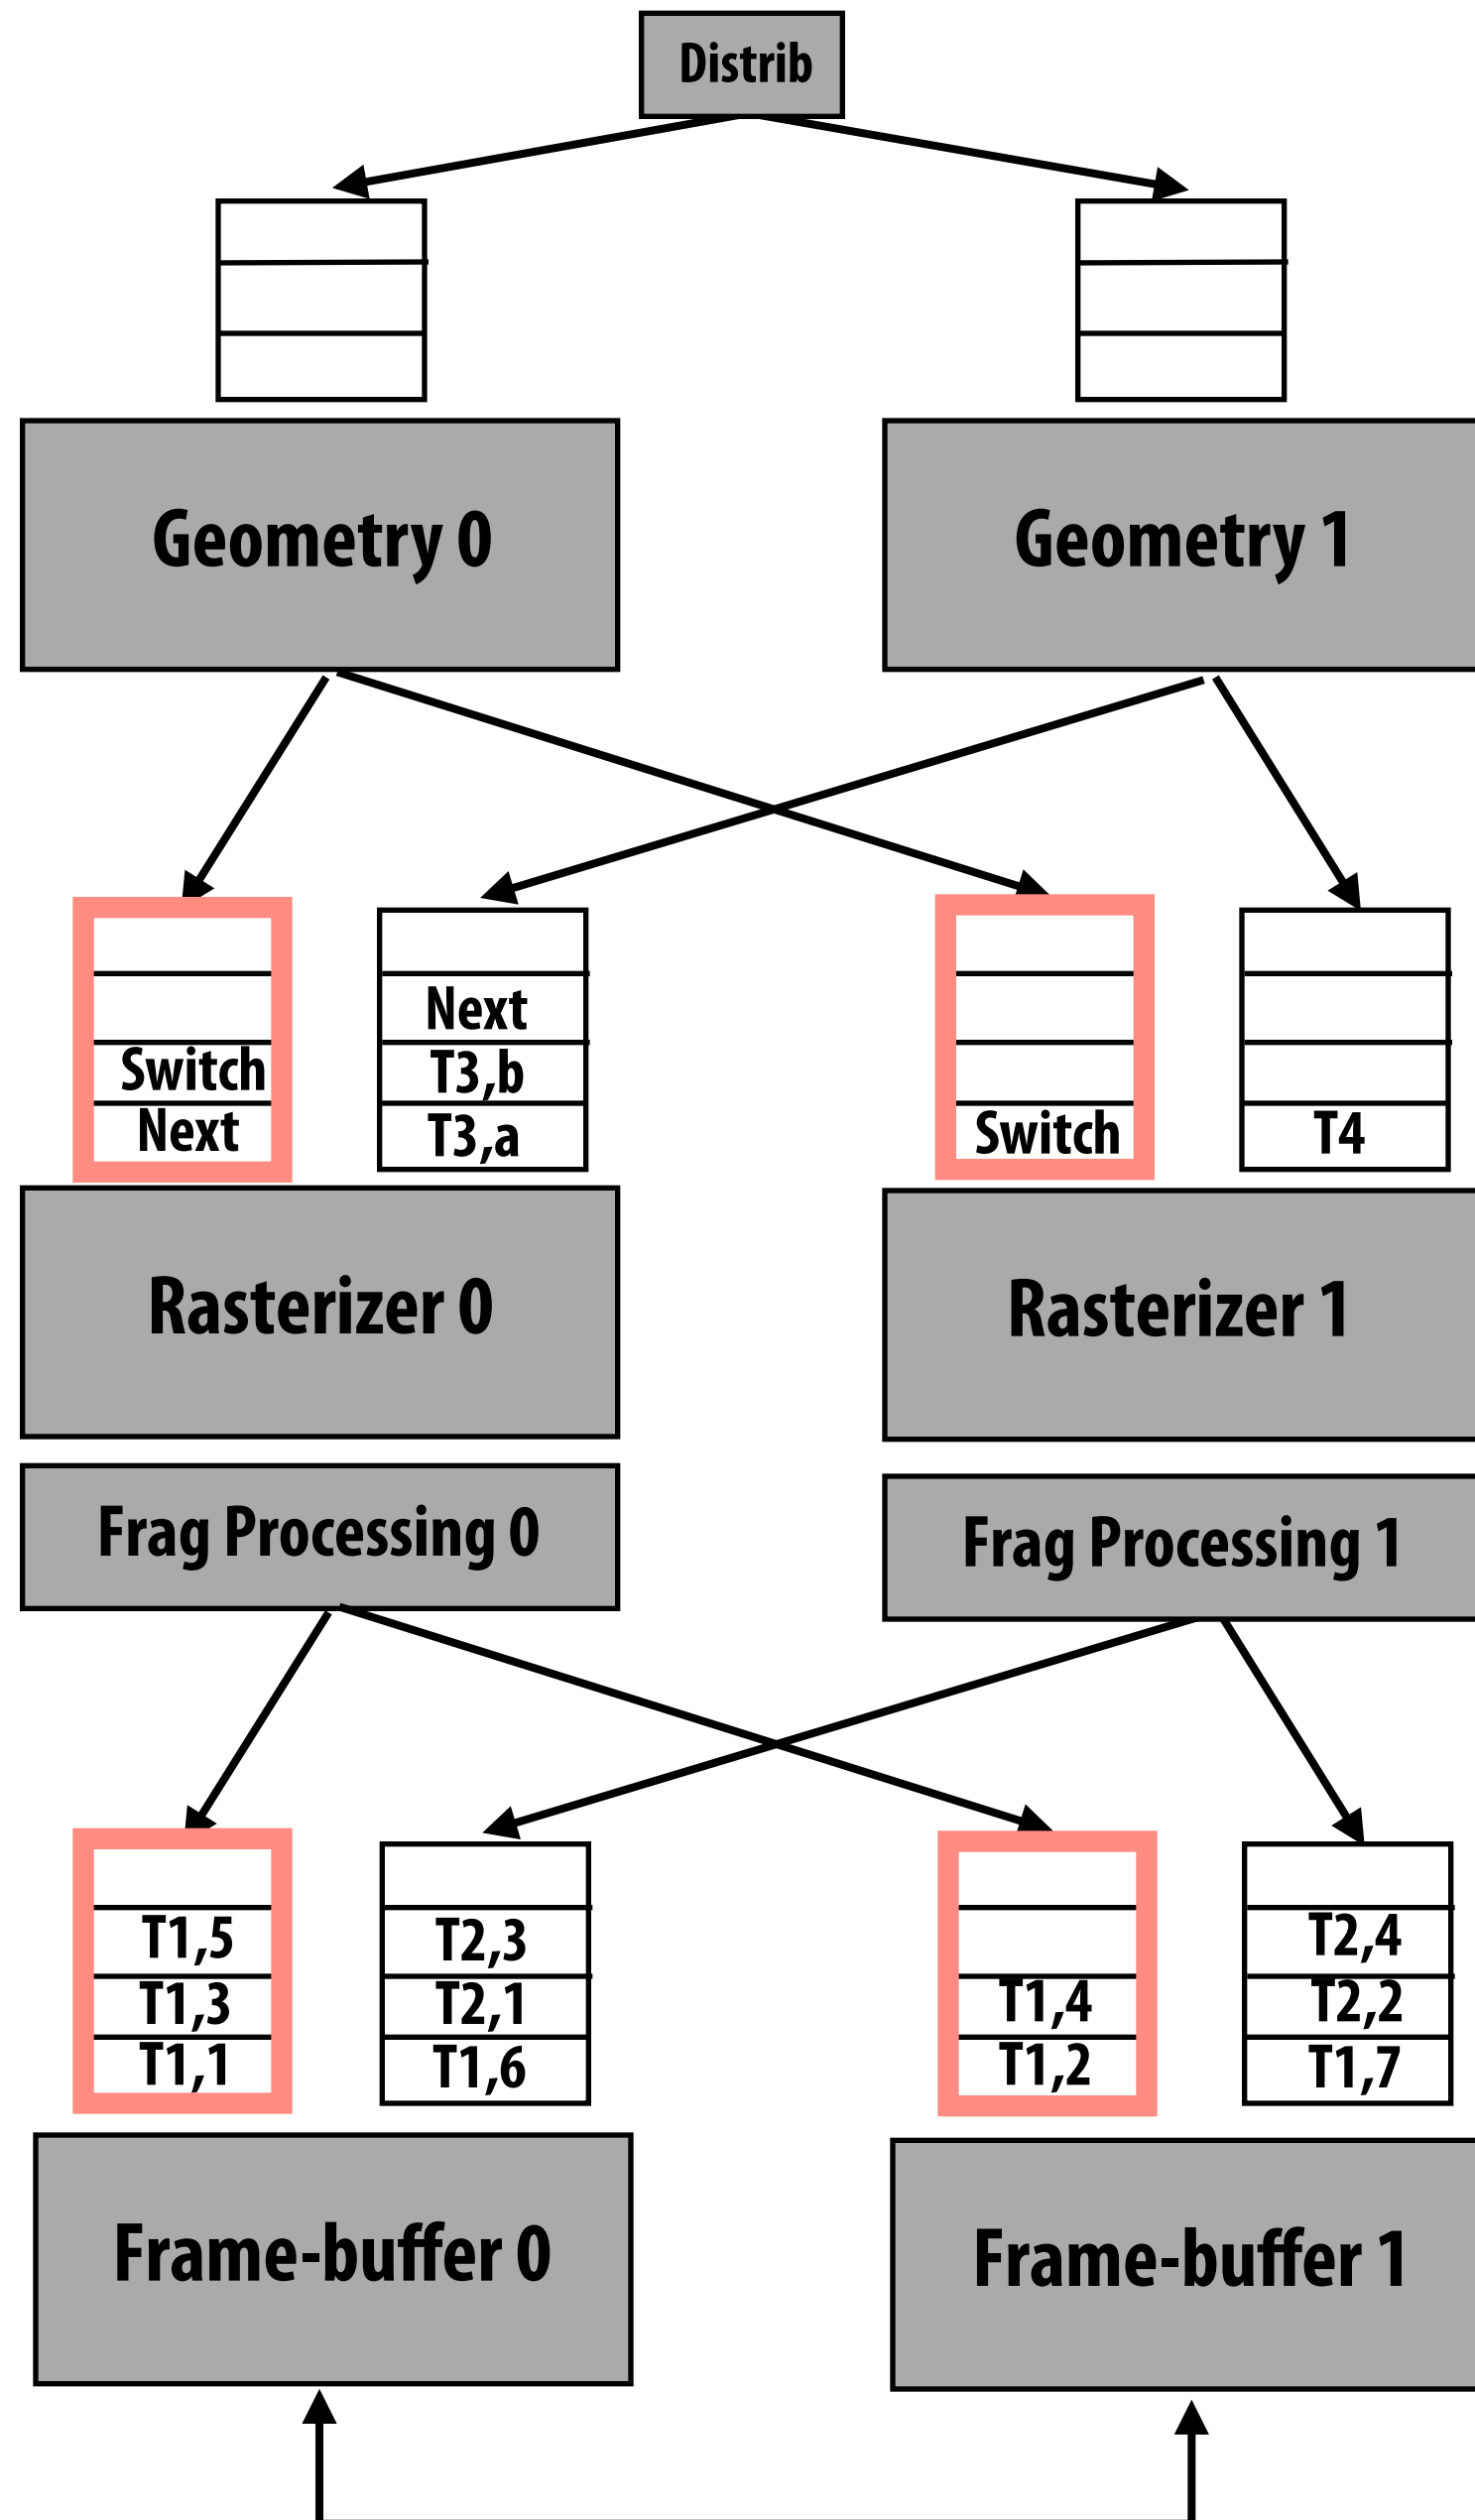 Distrib
Geometry 0
Geometry 1
Next
Switch
T3,b
Next
T3,a
Switch
T4
Rasterizer 0
Rasterizer 1
Frag Processing 0
Frag Processing 1
T1,5
T2,3
T2,4
T1,3
T2,1
T1,4
T2,2
T1,1
T1,6
T1,2
T1,7
Frame-buffer 0
Frame-buffer 1